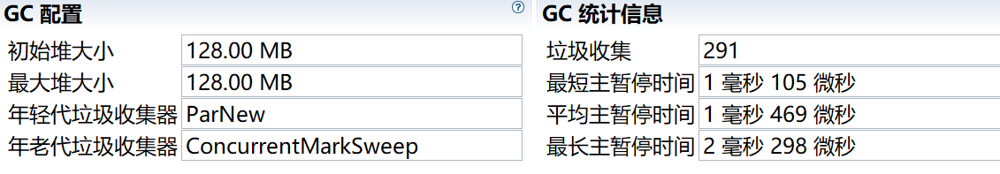 GC 配置
初始堆大小 128.00 MB
最大堆大小 128.00 MB
年轻代垃圾收集器 ParNew
年老代垃圾收集器 ConcurrentMarkSweep
?
GC 统计信息
垃圾收集 291
最短主暂停时间 1 毫秒 105 微秒
平均主暂停时间 1 毫秒 469 微秒
最长主暂停时间 2 毫秒 298 微秒